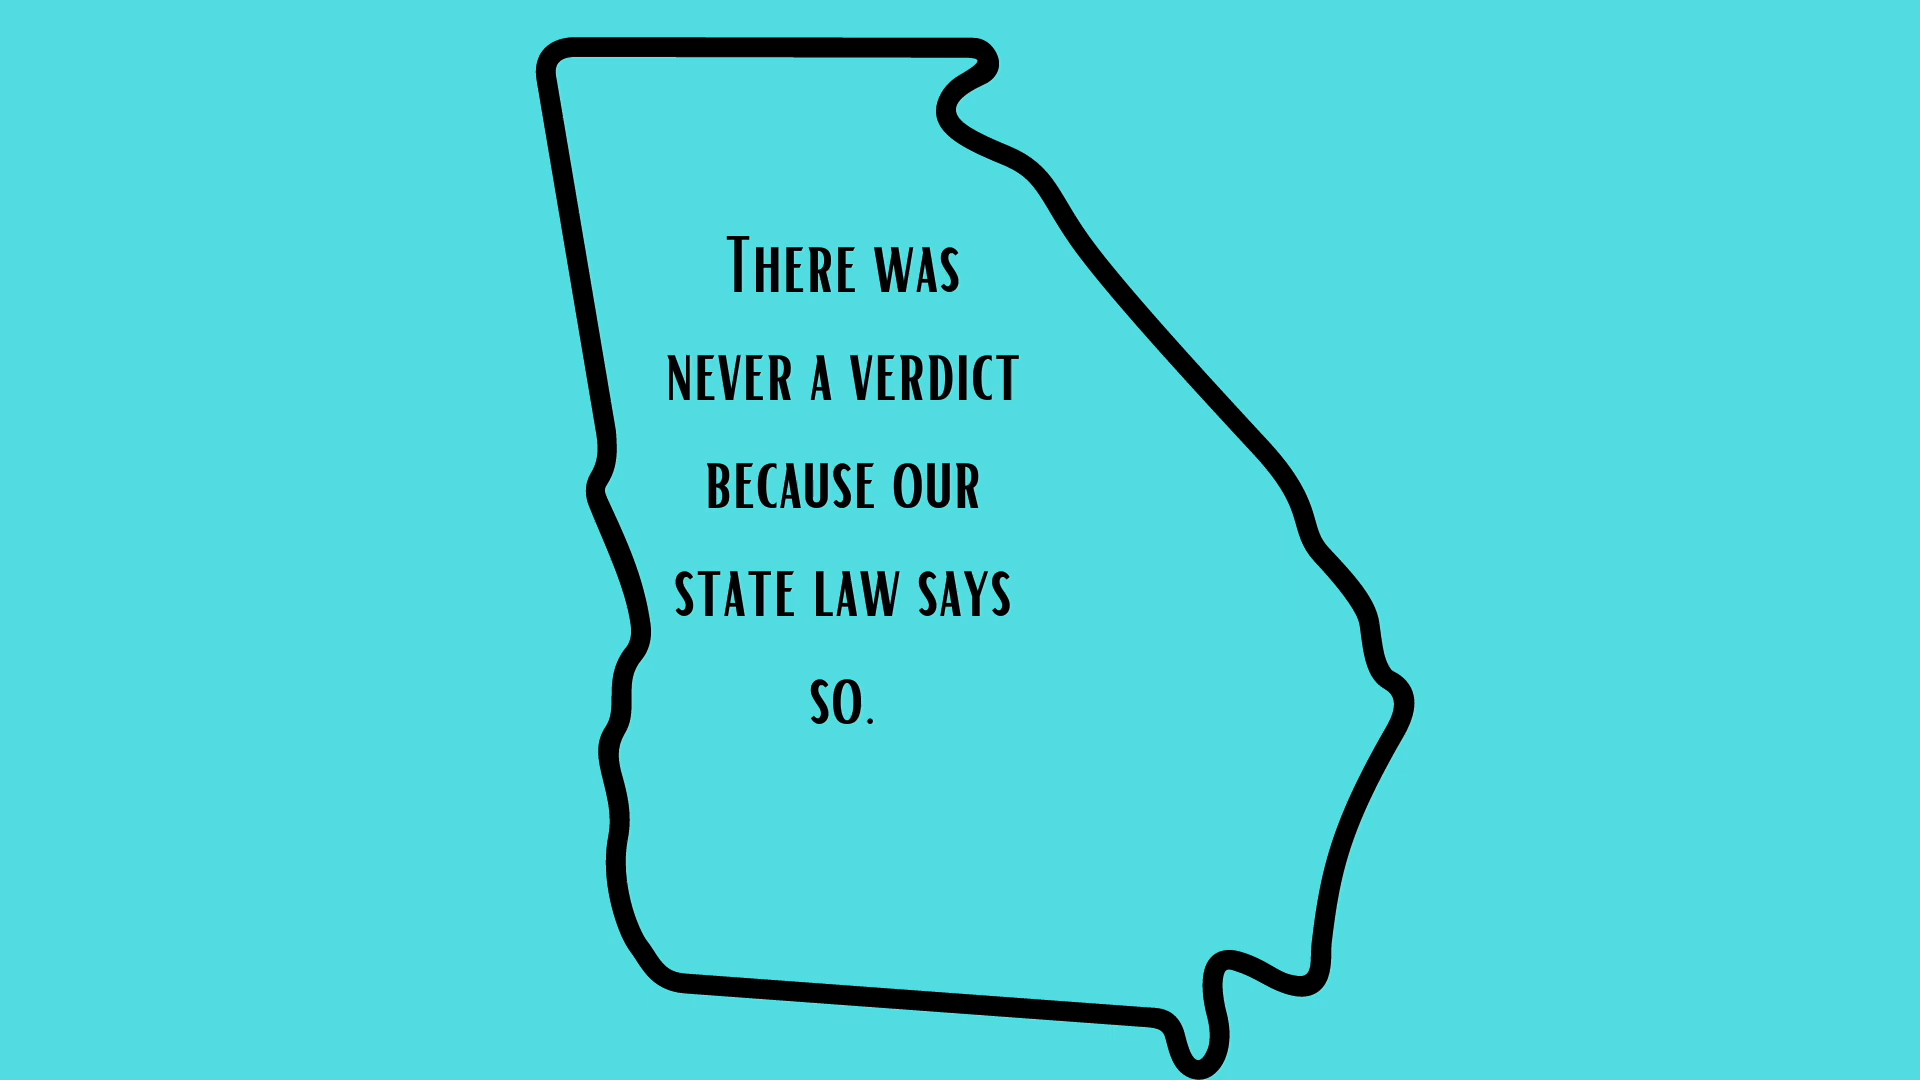 There was
never a verdict
because our
state law says
so.